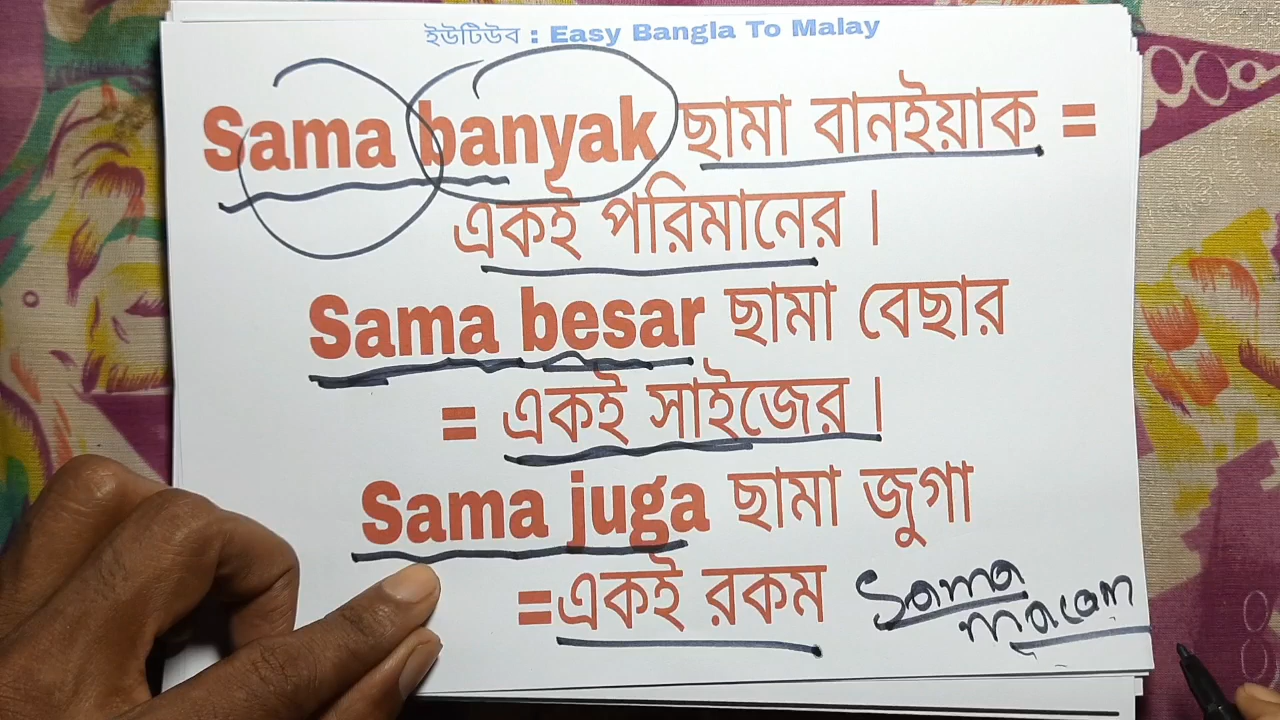 ইউটিউব : Easy Bangla To Malay
Sama banyak ছামা বানইয়াক =
একই পরিমানের ।
Sama besar ছামা বেছার
= একই সাইজের ।
Sama juga ছামা জুগা
=একই রকম
Sama
macam